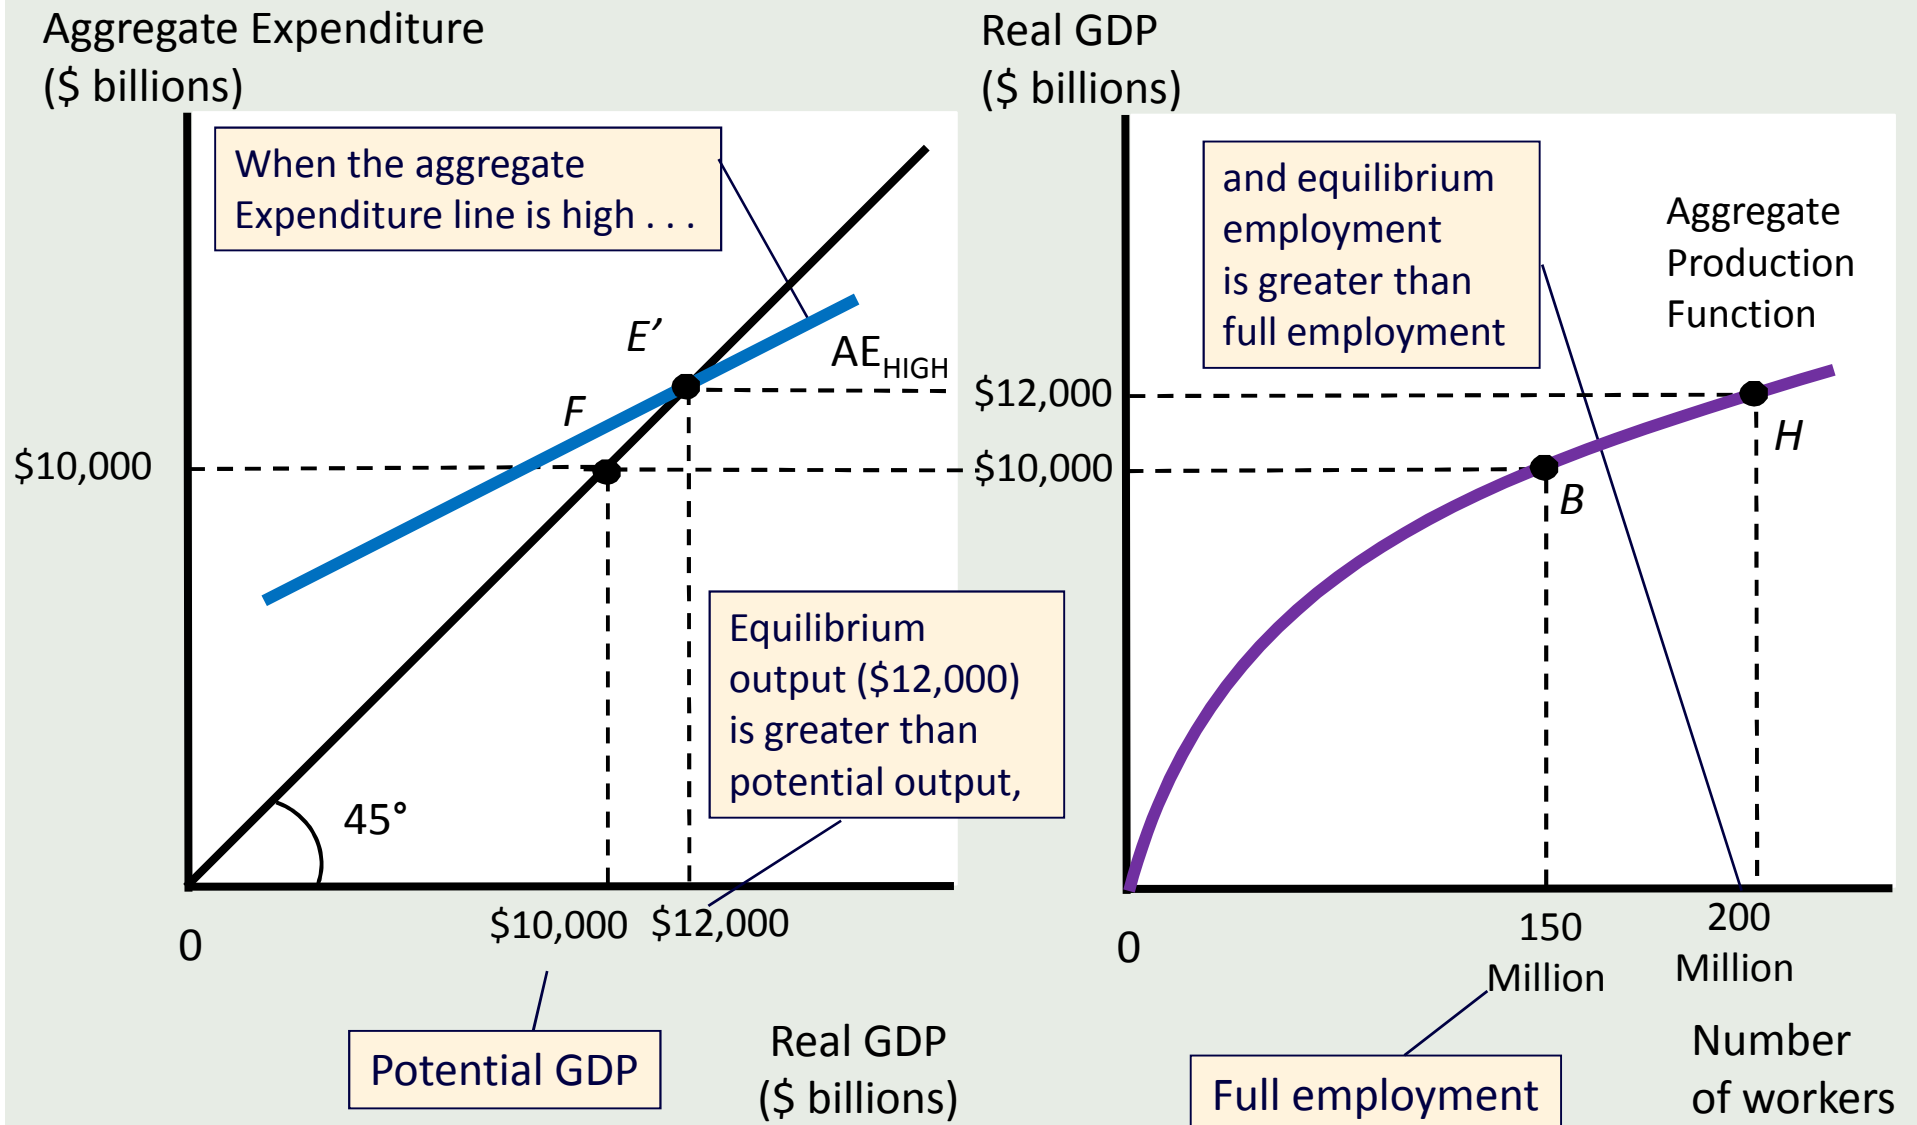 Aggregate Expenditure
($ billions)
When the aggregate
Expenditure line is high . . .
E’
F
AEHIGH
$10,000
45°
Equilibrium
output ($12,000)
is greater than
potential output,
0
$10,000
$12,000
Potential GDP
Real GDP
($ billions)
Real GDP
($ billions)
and equilibrium
employment
is greater than
full employment
Aggregate
Production
Function
$12,000
$10,000
H
B
0
150
Million
200
Million
Full employment
Number
of workers